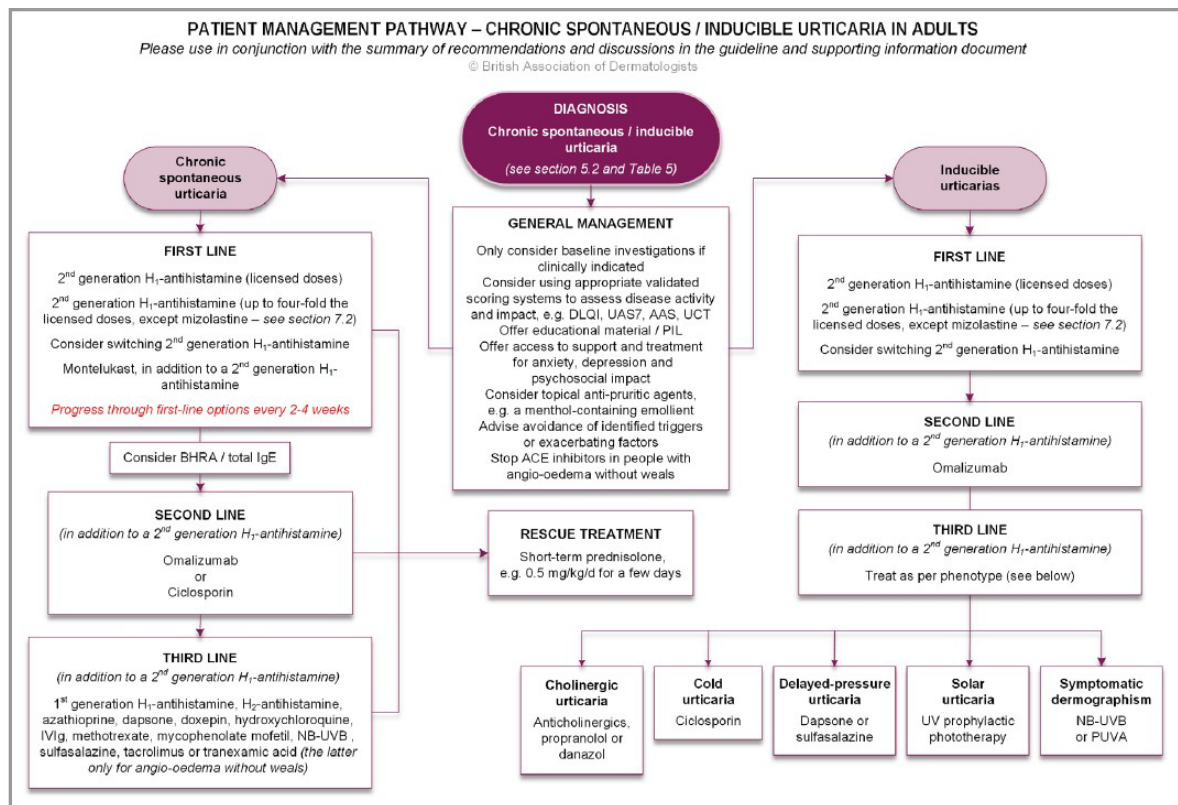 PATIENT MANAGEMENT PATHWAY – CHRONIC SPONTANEOUS / INDUCIBLE URTICARIA IN ADULTS
Please use in conjunction with the summary of recommendations and discussions in the guideline and supporting information document
© British Association of Dermatologists
DIAGNOSIS
Chronic spontaneous / inducible
urticaria
(see section 5.2 and Table 5)
Chronic
spontaneous
urticaria
FIRST LINE
2nd generation H1-antihistamine (licensed doses)
2nd generation H1-antihistamine (up to four-fold the
licensed doses, except mizolastine – see section 7.2)
Consider switching 2nd generation H1-antihistamine
Montelukast, in addition to a 2nd generation H1-
antihistamine
Progress through first-line options every 2-4 weeks
Consider BHRA / total IgE
SECOND LINE
(in addition to a 2nd generation H1-antihistamine)
Omalizumab
or
Ciclosporin
THIRD LINE
(in addition to a 2nd generation H1-antihistamine)
1st generation H1-antihistamine, H2-antihistamine,
azathioprine, dapsone, doxepin, hydroxychloroquine,
IVIg, methotrexate, mycophenolate mofetil, NB-UVB ,
sulfasalazine, tacrolimus or tranexamic acid (the latter
only for angio-oedema without weals)
GENERAL MANAGEMENT
Only consider baseline investigations if
clinically indicated
Consider using appropriate validated
scoring systems to assess disease activity
and impact, e.g. DLQI, UAS7, AAS, UCT
Offer educational material / PIL
Offer access to support and treatment
for anxiety, depression and
psychosocial impact
Consider topical anti-pruritic agents,
e.g. a menthol-containing emollient
Advise avoidance of identified triggers
or exacerbating factors
Stop ACE inhibitors in people with
angio-oedema without weals
RESCUE TREATMENT
Short-term prednisolone,
e.g. 0.5 mg/kg/d for a few days
Inducible
urticarias
FIRST LINE
2nd generation H1-antihistamine (licensed doses)
2nd generation H1-antihistamine (up to four-fold the
licensed doses, except mizolastine – see section 7.2)
Consider switching 2nd generation H1-antihistamine
SECOND LINE
(in addition to a 2nd generation H1-antihistamine)
Omalizumab
THIRD LINE
(in addition to a 2nd generation H1-antihistamine)
Treat as per phenotype (see below)
Cholinergic
urticaria
Anticholinergics,
propranolol or
danazol
Cold
urticaria
Ciclosporin
Delayed-pressure
urticaria
Dapsone or
sulfasalazine
Solar
urticaria
UV prophylactic
phototherapy
Symptomatic
dermographism
NB-UVB
or PUVA